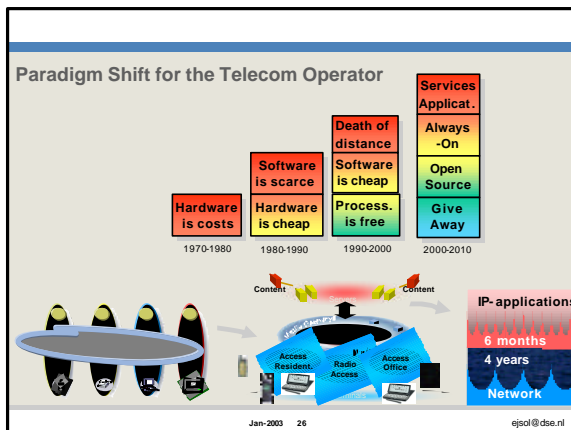 Paradigm Shift for the Telecom Operator
Hardware
is costs
1970-1980
Software
is scarce
Hardware
is cheap
1980-1990
Death of
distance
Software
is cheap
Process.
is free
1990-2000
Services
Applicat.
Always
-On
Open
Source
Give
Away
2000-2010
Content
Content
Access
Resident.
Radio
Access
Access
Office
IP-applications
6 months
4 years
Network
Jan-2003 26
ejsol@dse.nl